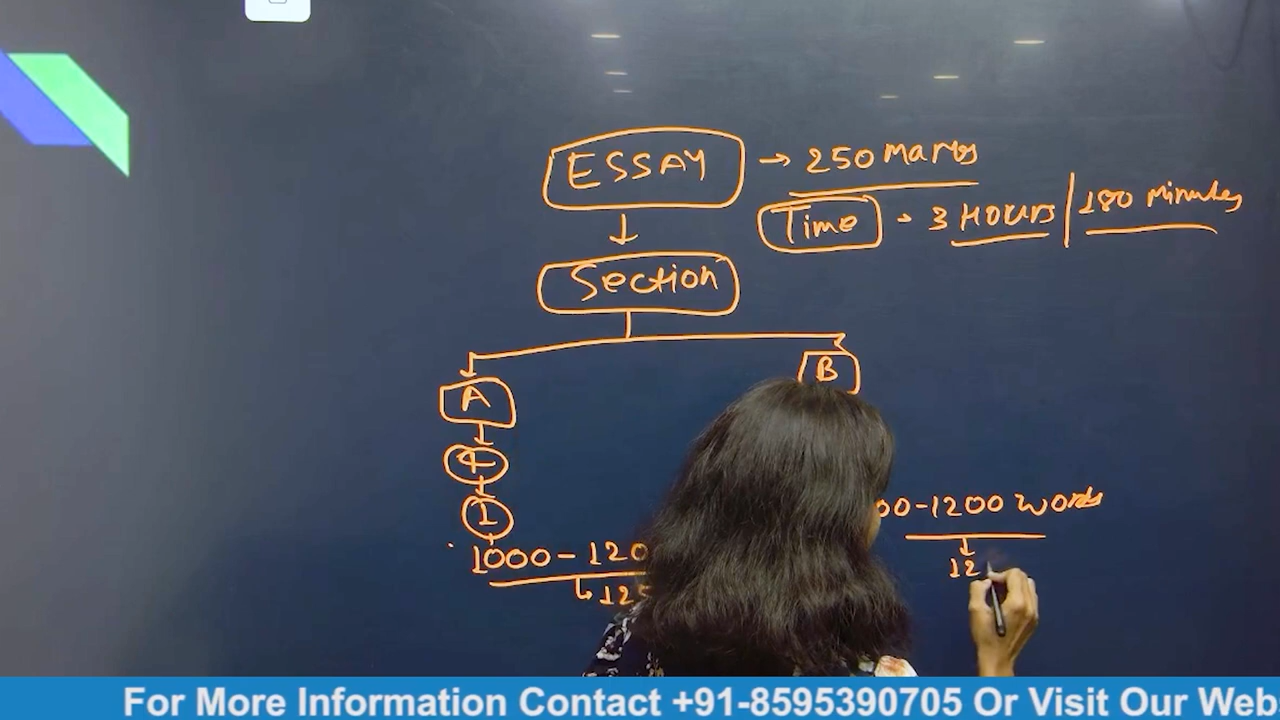 ESSAY → 250 Marks
Time → 3 Hours | 180 Minutes
Section
A
B
4
1
00-1200 words
1000 - 120
12
125
For More Information Contact +91-8595390705 Or Visit Our Web